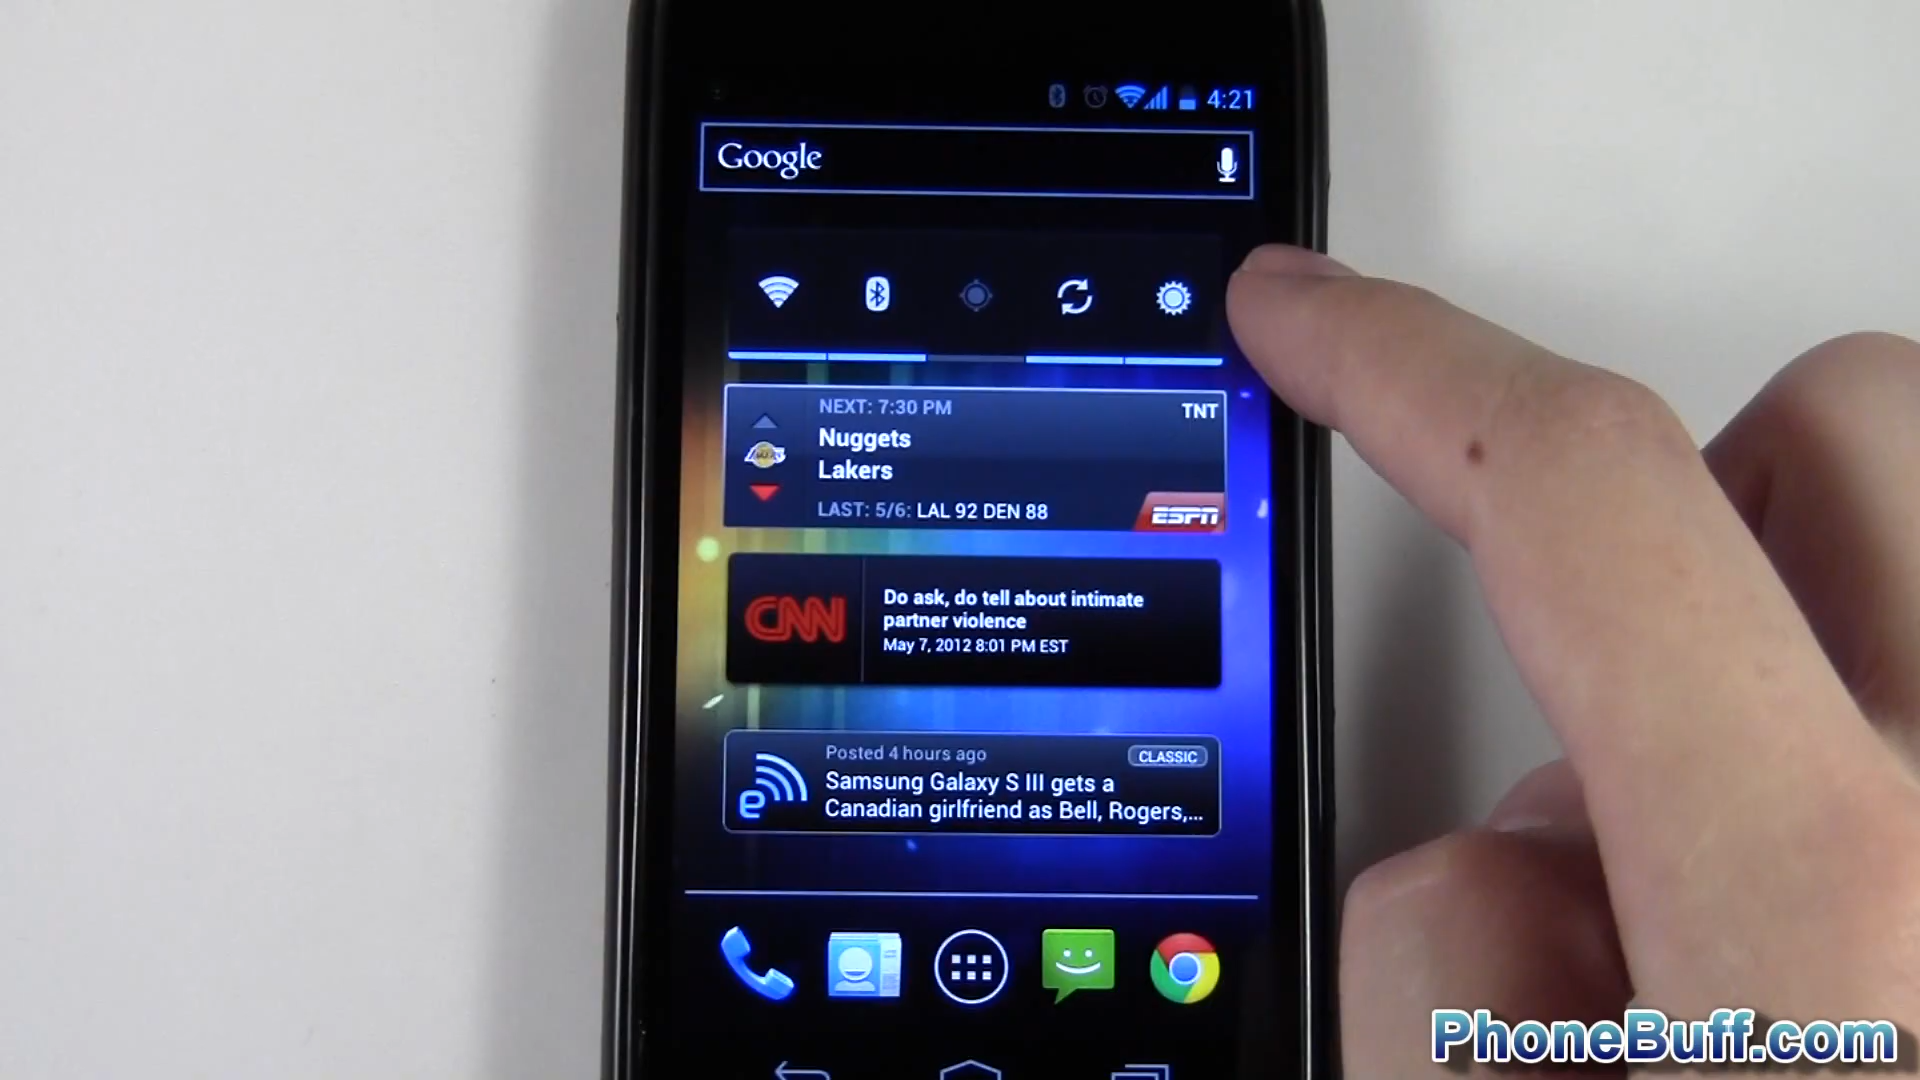 4:21
Google
NEXT: 7:30 PM
TNT
Nuggets
Lakers
LAST: 5/6: LAL 92 DEN 88
ESPN
CNN
Do ask, do tell about intimate
partner violence
May 7, 2012 8:01 PM EST
Posted 4 hours ago
CLASSIC
e
Samsung Galaxy S III gets a
Canadian girlfriend as Bell, Rogers,...
PhoneBuff.com